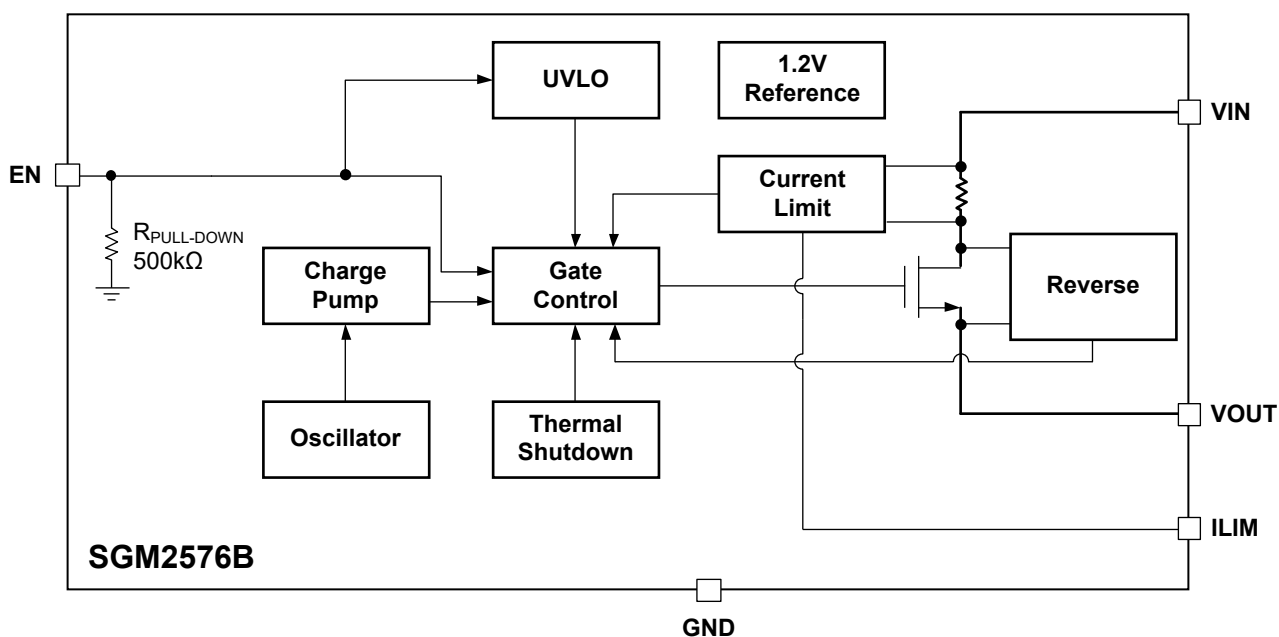 UVLO
1.2V
Reference
VIN
EN
Current
Limit
R_PULL-DOWN
500kΩ
Charge
Pump
Gate
Control
Reverse
Oscillator
Thermal
Shutdown
VOUT
ILIM
SGM2576B
GND